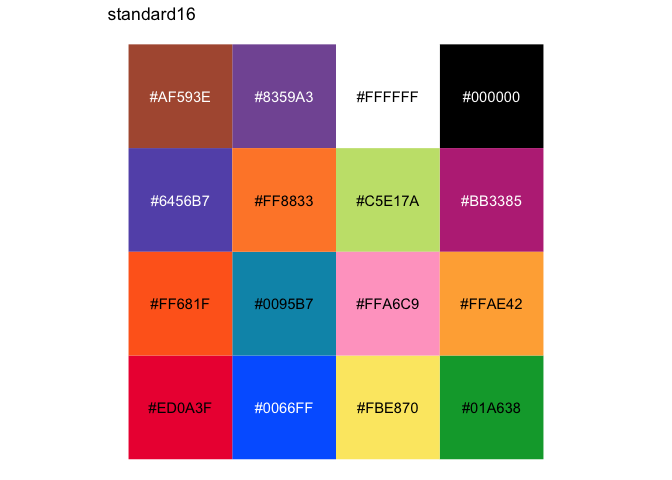 standard16
#AF593E #8359A3 #FFFFFF #000000
#6456B7 #FF8833 #C5E17A #BB3385
#FF681F #0095B7 #FFA6C9 #FFAE42
#ED0A3F #0066FF #FBE870 #01A638